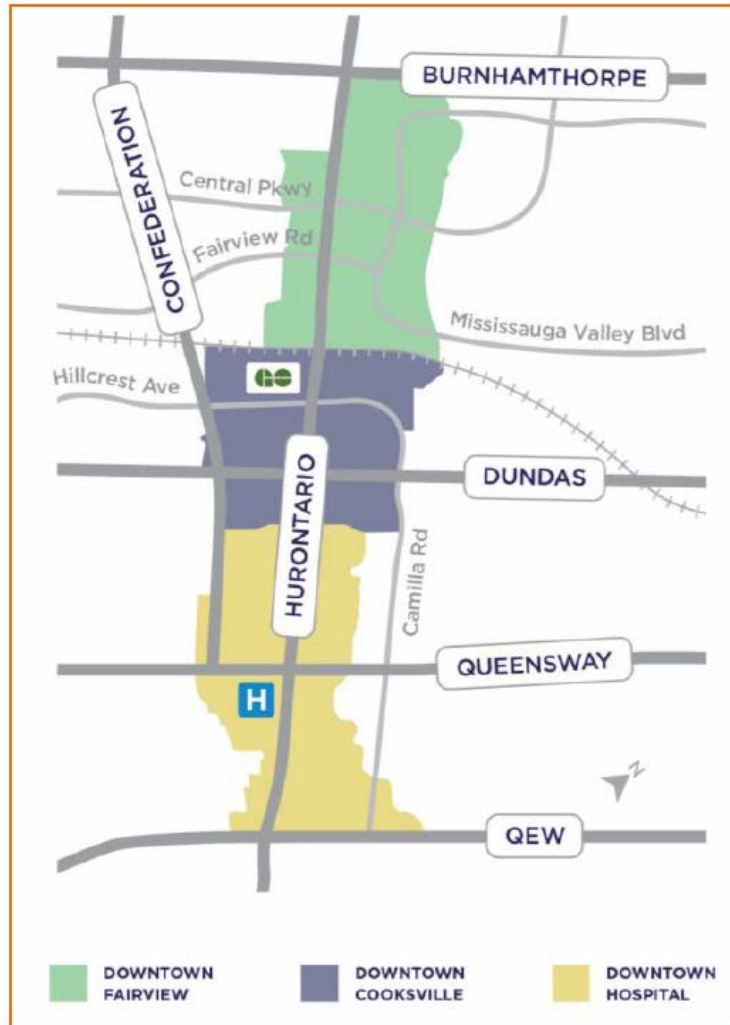 BURNHAMTHORPE
CONFEDERATION
Central Pkwy
Fairview Rd
Mississauga Valley Blvd
Hillcrest Ave
GO
HURONTARIO
DUNDAS
Camilla Rd
QUEENSWAY
H
N
QEW
DOWNTOWN
FAIRVIEW
DOWNTOWN
COOKSVILLE
DOWNTOWN
HOSPITAL